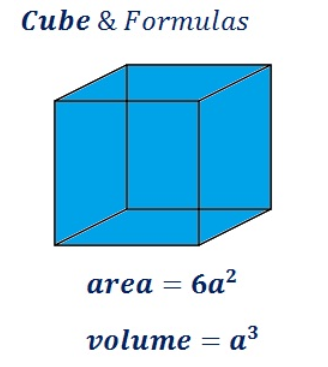 Cube & Formulas
area = 6a²
volume = a³